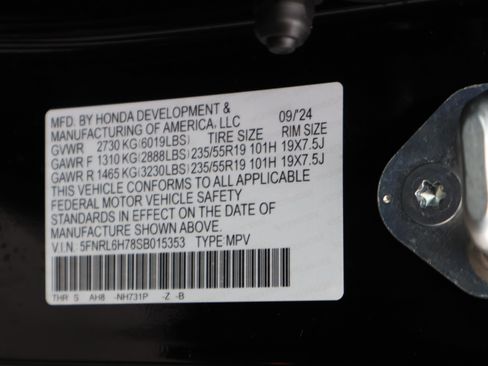 MFD. BY HONDA DEVELOPMENT &
MANUFACTURING OF AMERICA, LLC 09/'24
GVWR 2730 KG(6019LBS) TIRE SIZE RIM SIZE
GAWR F 1310 KG(2888LBS) 235/55R19 101H 19X7.5J
GAWR R 1465 KG(3230LBS) 235/55R19 101H 19X7.5J
THIS VEHICLE CONFORMS TO ALL APPLICABLE
FEDERAL MOTOR VEHICLE SAFETY
STANDARDS IN EFFECT ON THE DATE OF
MANUFACTURE SHOWN ABOVE.
V.I.N. 5FNRL6H78SB015353 TYPE MPV
THR 5 AH8 -NH731P -Z -B